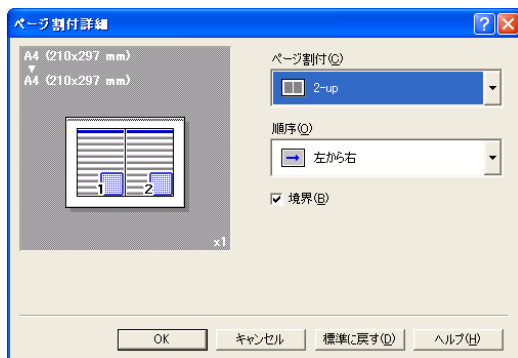 ページ割付詳細
A4 (210x297 mm)
A4 (210x297 mm)
1 2
x1
ページ割付(C)
2-up
順序(O)
左から右
境界(B)
OK
キャンセル
標準に戻す(D)
ヘルプ(H)